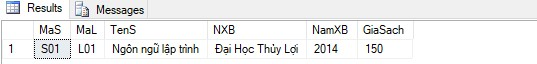 Results Messages
MaS MaL TenS NXB NamXB GiaSach
1 S01 L01 Ngôn ngữ lập trình Đại Học Thủy Lợi 2014 150